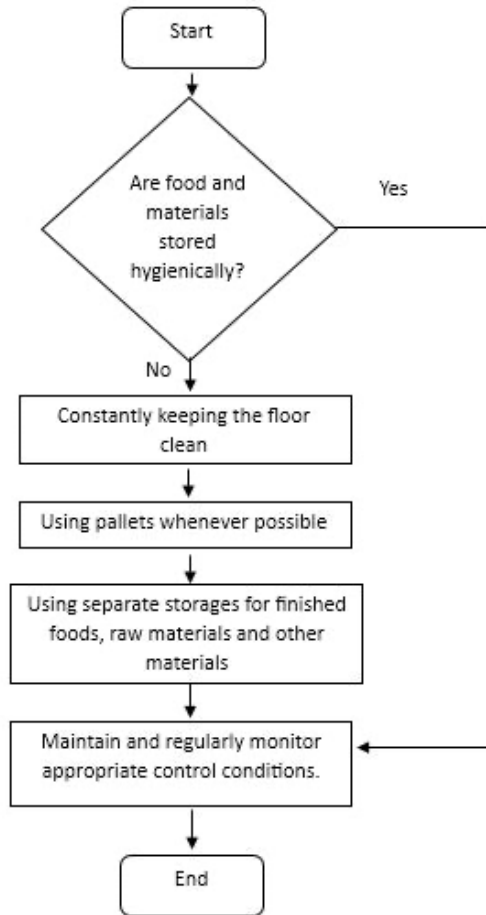 Start
Are food and
materials
stored
hygienically?
Yes
No
Constantly keeping the floor
clean
Using pallets whenever possible
Using separate storages for finished
foods, raw materials and other
materials
Maintain and regularly monitor
appropriate control conditions.
End